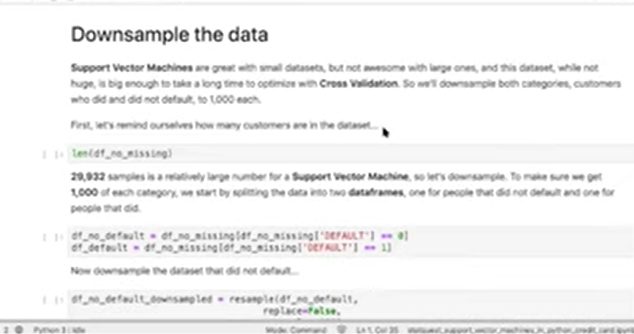 Downsample the data
Support Vector Machines are great with small datasets, but not awesome with large ones, and this dataset, while not
huge, is big enough to take a long time to optimize with Cross Validation. So we'll downsample both categories, customers
who did and did not default, to 1,000 each.
First, let's remind ourselves how many customers are in the dataset...
[ ]: len(df_no_missing)
29,932 samples is a relatively large number for a Support Vector Machine, so let's downsample. To make sure we get
1,000 of each category, we start by splitting the data into two dataframes, one for people that did not default and one for
people that did.
[ ]: df_no_default = df_no_missing[df_no_missing['DEFAULT'] == 0]
df_default = df_no_missing[df_no_missing['DEFAULT'] == 1]
Now downsample the dataset that did not default...
[ ]: df_no_default_downsampled = resample(df_no_default,
replace=False,
2 Python 3 | Idle Mode: Command Ln 1, Col 35 statquest_support_vector_machines_in_python_credit_card.ipynb